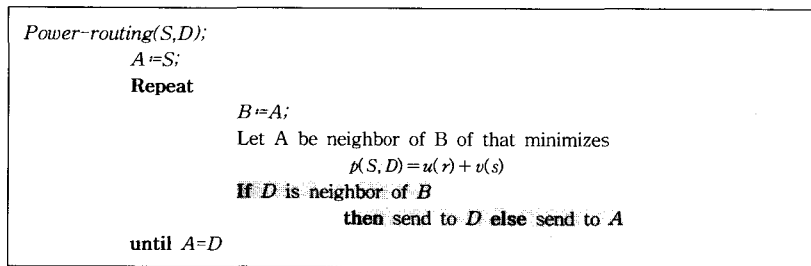 Power-routing(S,D);
A:=S;
Repeat
B:=A;
Let A be neighbor of B of that minimizes
p(S,D)=u(r)+v(s)
If D is neighbor of B
then send to D else send to A
until A=D